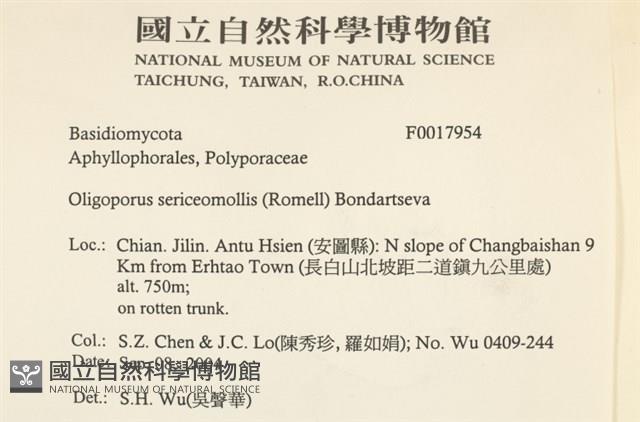 國立自然科學博物館
NATIONAL MUSEUM OF NATURAL SCIENCE
TAICHUNG, TAIWAN, R.O.CHINA
Basidiomycota F0017954
Aphyllophorales, Polyporaceae
Oligoporus sericeomollis (Romell) Bondartseva
Loc.: Chian. Jilin. Antu Hsien (安圖縣): N slope of Changbaishan 9
Km from Erhtao Town (長白山北坡距二道鎮九公里處)
alt. 750m;
on rotten trunk.
Col.: S.Z. Chen & J.C. Lo(陳秀珍, 羅如娟); No. Wu 0409-244
Date: Sep. 08, 2004
國立自然科學博物館
NATIONAL MUSEUM OF NATURAL SCIENCE
Det.: S.H. Wu(吳聲華)